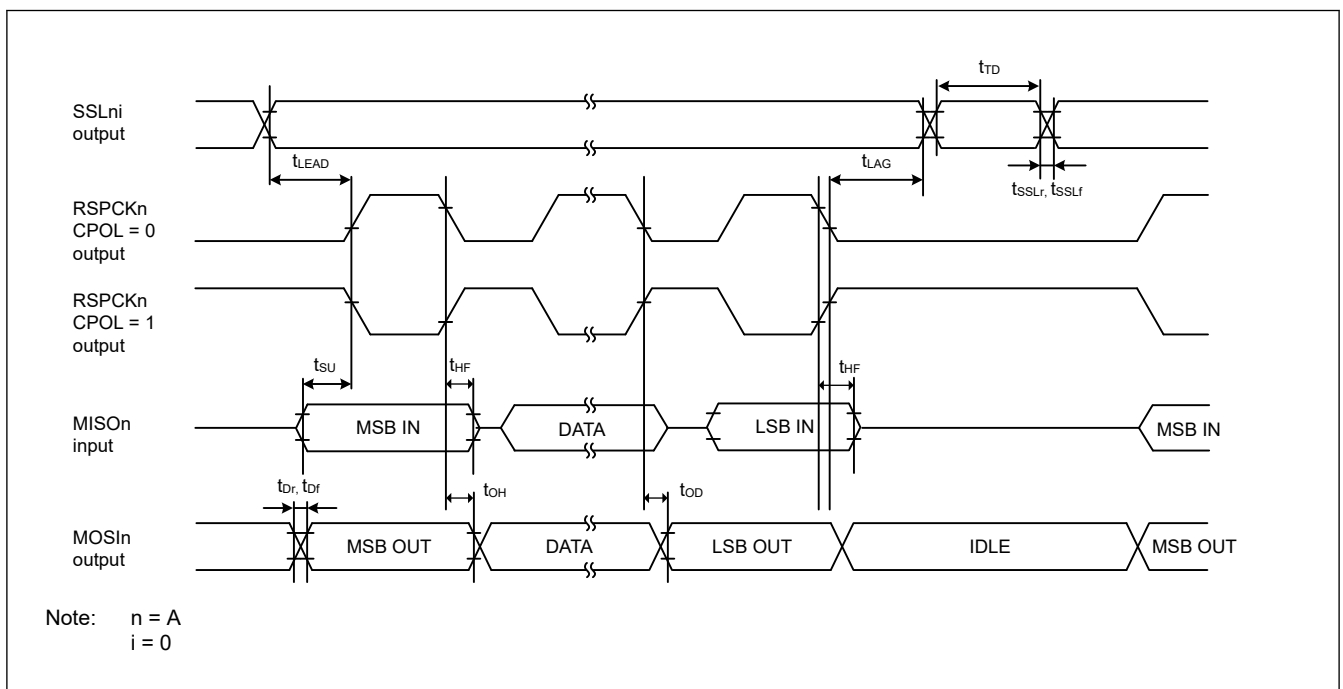 tTD
SSLni
output
tLEAD
tLAG
tSSLr, tSSLf
RSPCKn
CPOL = 0
output
RSPCKn
CPOL = 1
output
tSU
tHF
tHF
MISOn
input
MSB IN
DATA
LSB IN
MSB IN
tDr, tDf
tOH
tOD
MOSIn
output
MSB OUT
DATA
LSB OUT
IDLE
MSB OUT
Note: n = A
i = 0